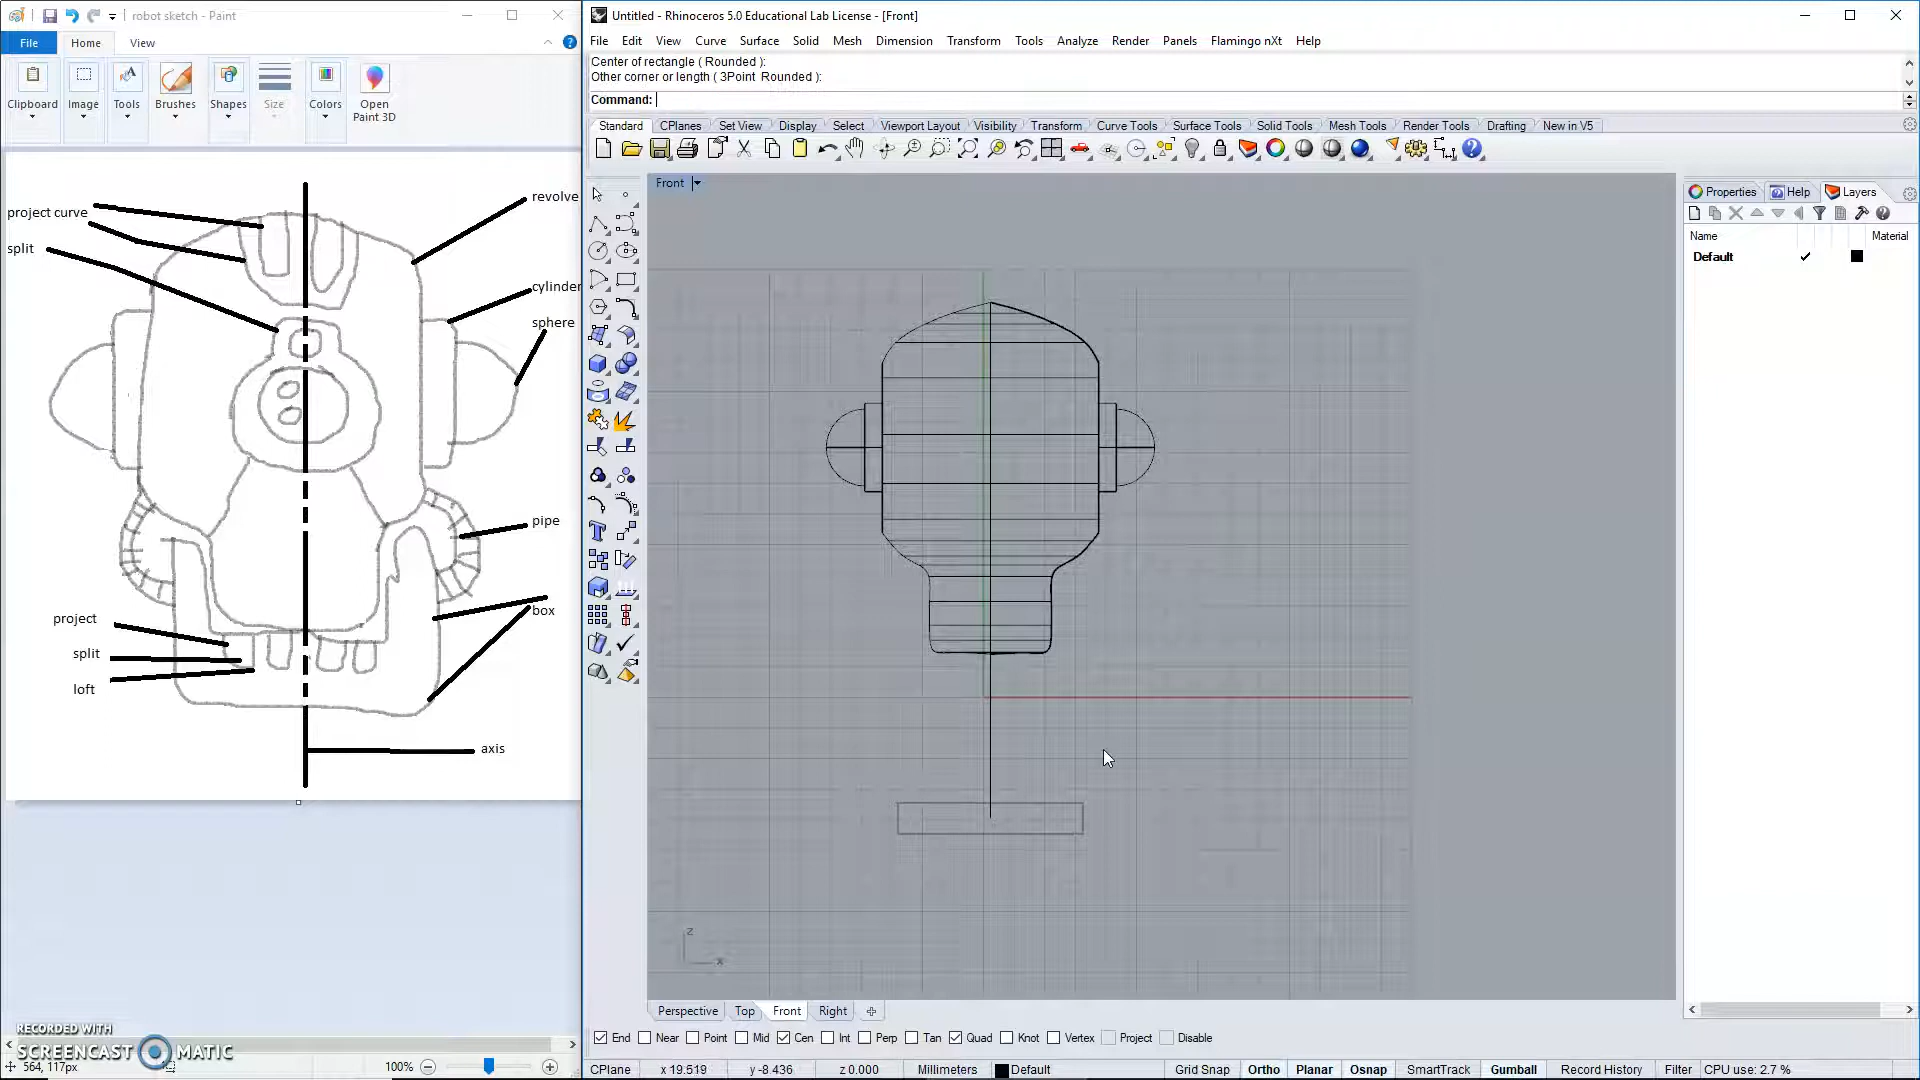 robot sketch - Paint
File
Home
View
Clipboard
Image
Tools
Brushes
Shapes
Size
Colors
Open
Paint 3D
project curve
split
revolve
cylinder
sphere
pipe
box
project
split
loft
axis
RECORDED WITH
SCREENCAST MATIC
564, 117px
100%
Untitled - Rhinoceros 5.0 Educational Lab License - [Front]
File Edit View Curve Surface Solid Mesh Dimension Transform Tools Analyze Render Panels Flamingo nXt Help
Center of rectangle ( Rounded ):
Other corner or length ( 3Point Rounded ):
Command:
Standard CPlanes Set View Display Select Viewport Layout Visibility Transform Curve Tools Surface Tools Solid Tools Mesh Tools Render Tools Drafting New in V5
Front
z
x
Perspective Top Front Right
End Near Point Mid Cen Int Perp Tan Quad Knot Vertex Project Disable
CPlane x 19.519 y -8.436 z 0.000 Millimeters Default Grid Snap Ortho Planar Osnap SmartTrack Gumball Record History Filter CPU use: 2.7 %
Properties Help Layers
Name Material
Default